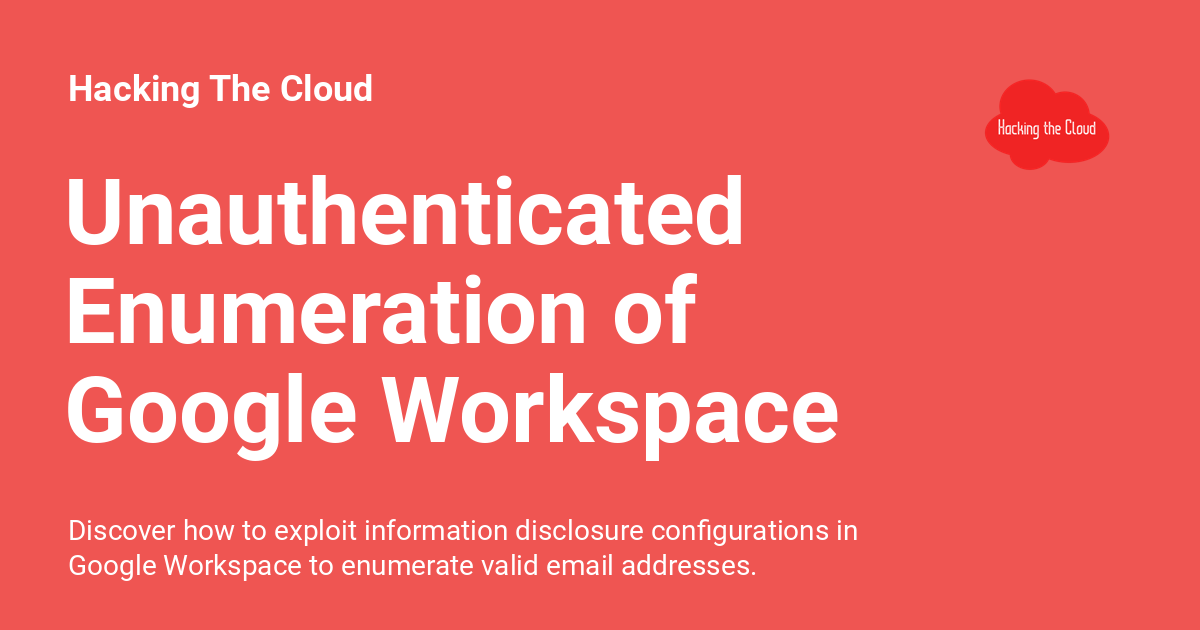 Hacking The Cloud
Hacking the Cloud
Unauthenticated
Enumeration of
Google Workspace
Discover how to exploit information disclosure configurations in
Google Workspace to enumerate valid email addresses.